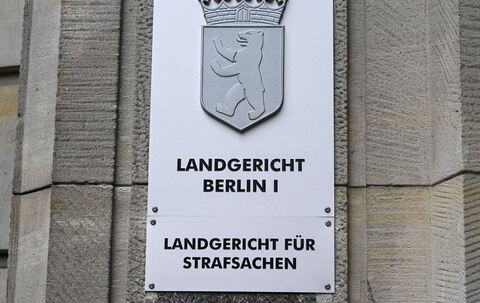 LANDGERICHT
BERLIN I
LANDGERICHT FÜR
STRAFSACHEN